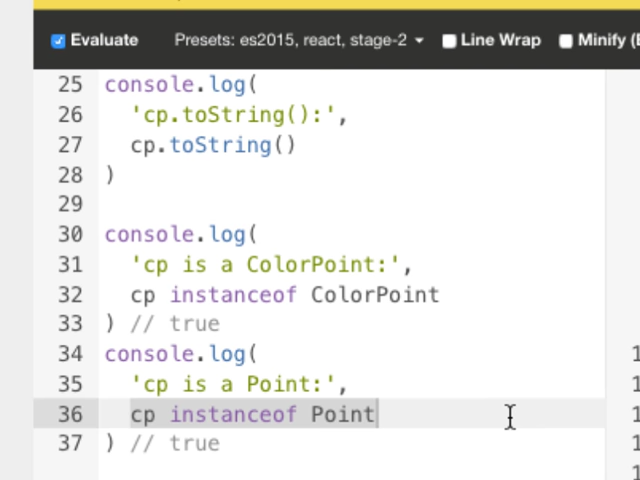 Evaluate Presets: es2015, react, stage-2 Line Wrap Minify (
25 console.log(
26 'cp.toString():',
27 cp.toString()
28 )
29
30 console.log(
31 'cp is a ColorPoint:',
32 cp instanceof ColorPoint
33 ) // true
34 console.log(
35 'cp is a Point:',
36 cp instanceof Point
37 ) // true